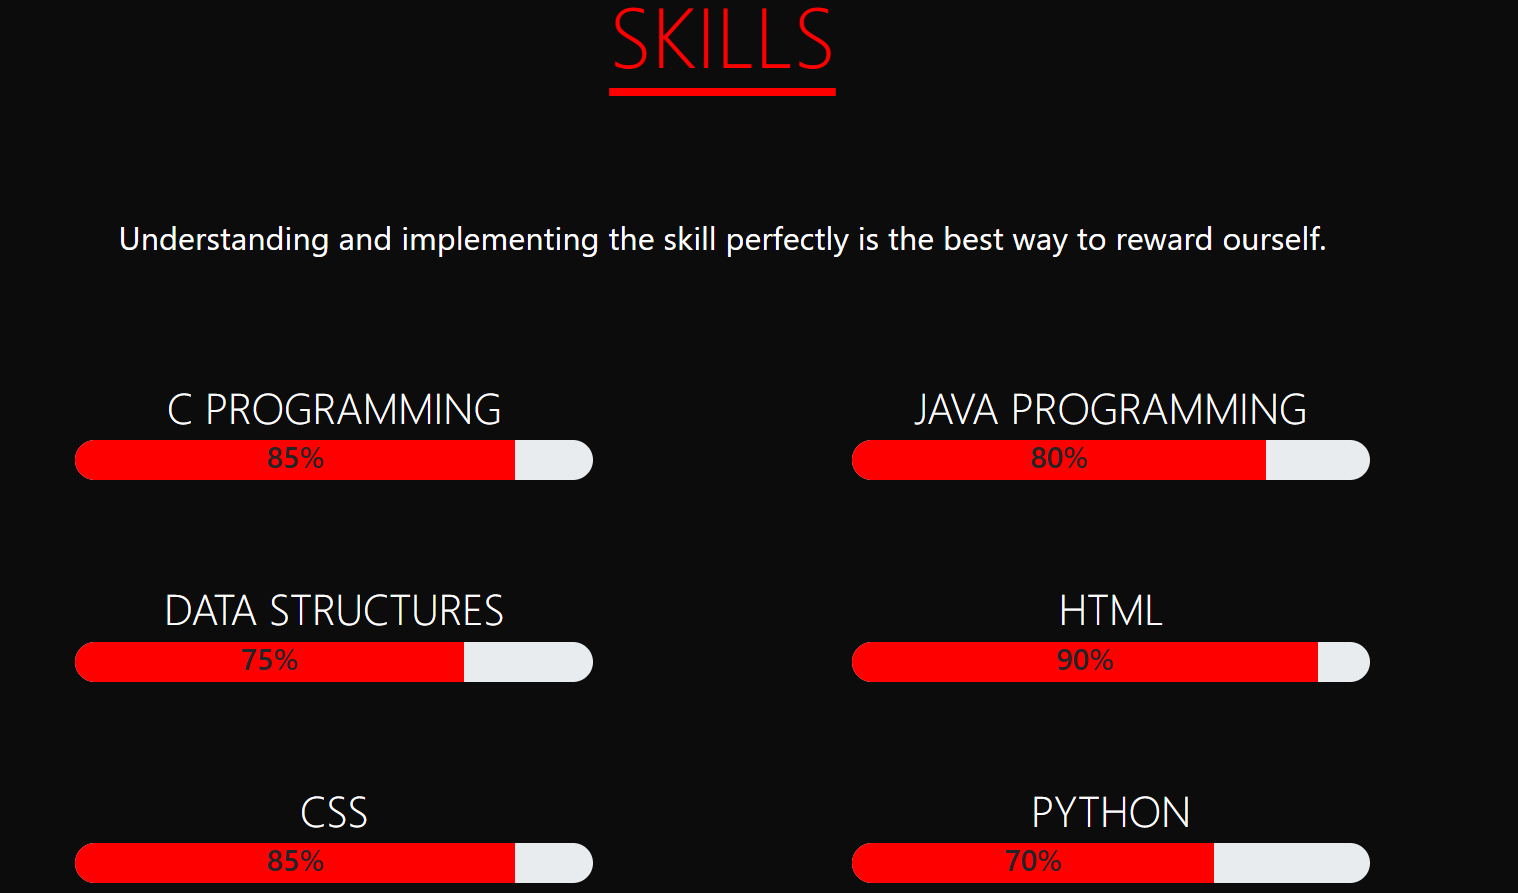 SKILLS
Understanding and implementing the skill perfectly is the best way to reward ourself.
C PROGRAMMING
85%
JAVA PROGRAMMING
80%
DATA STRUCTURES
75%
HTML
90%
CSS
85%
PYTHON
70%